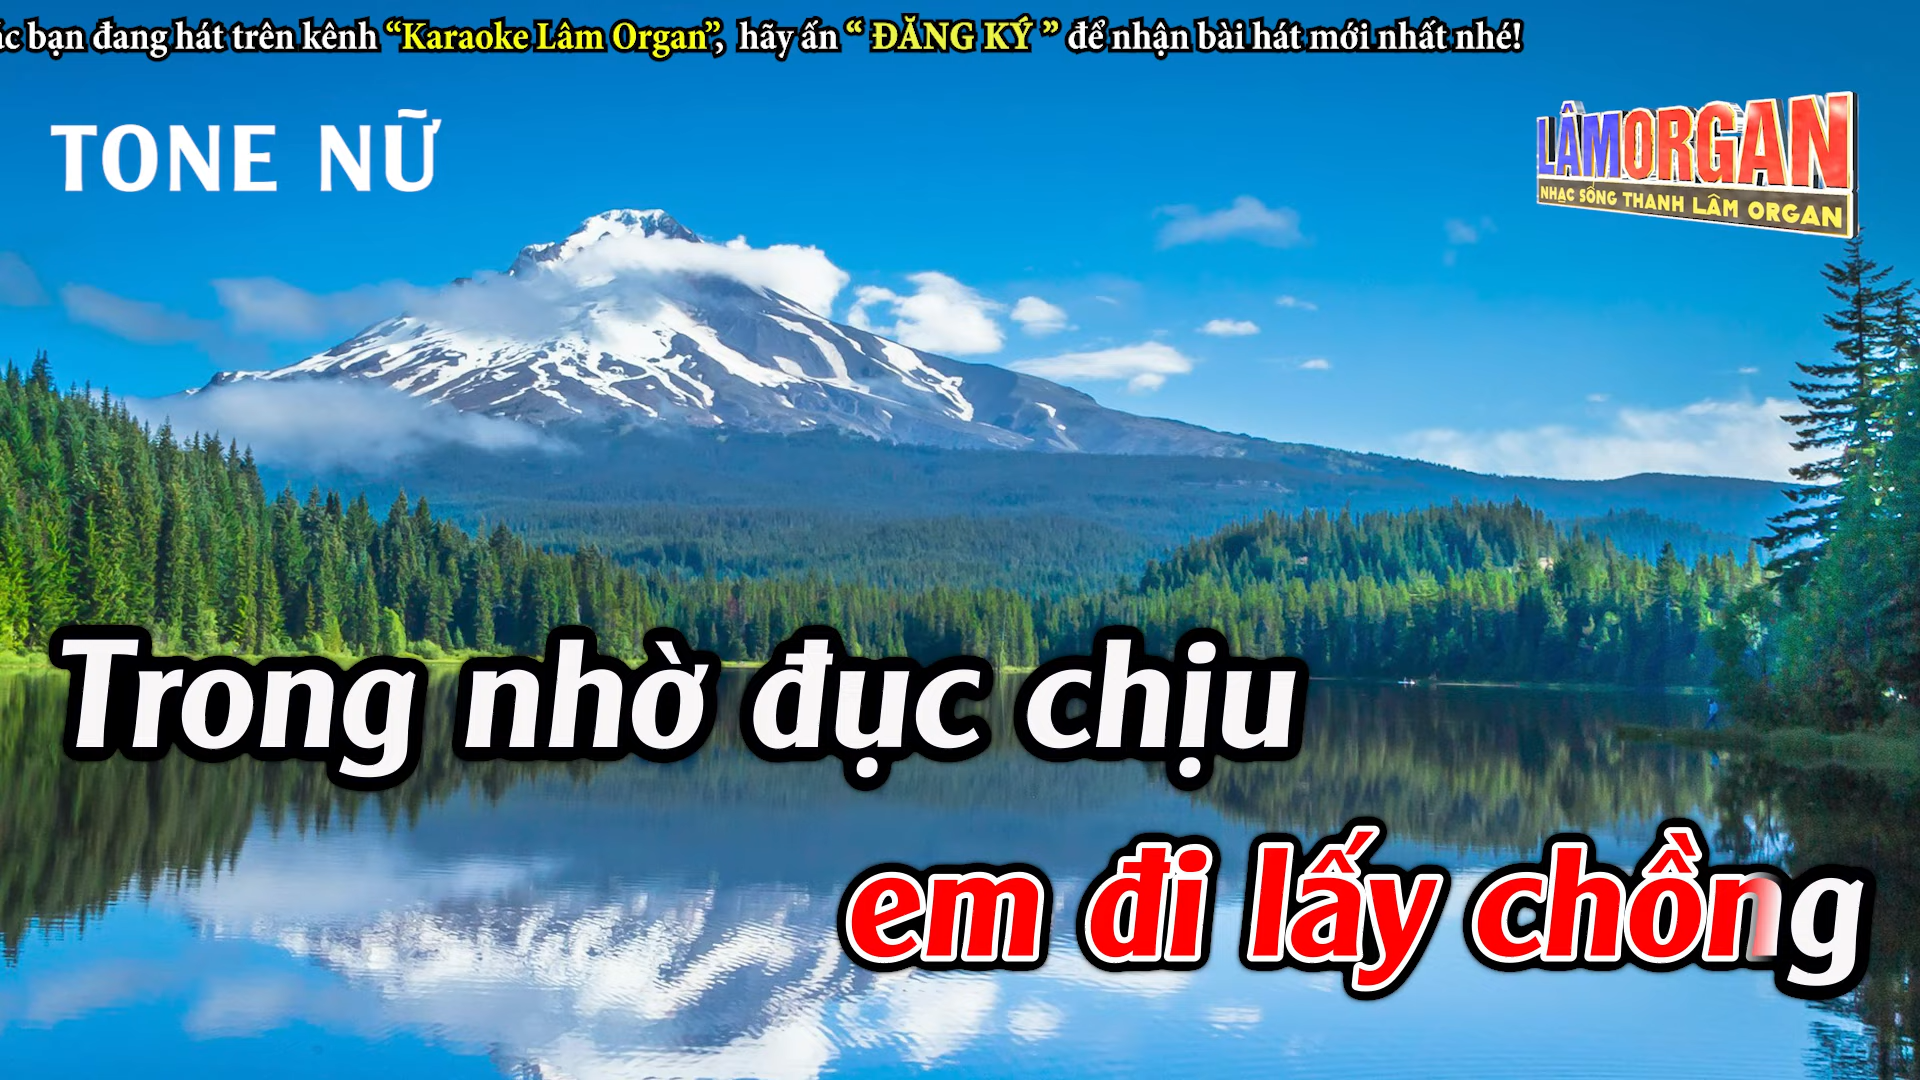 ác bạn đang hát trên kênh “Karaoke Lâm Organ”, hãy ấn “ ĐĂNG KÝ ” để nhận bài hát mới nhất nhé!
TONE NỮ
LÂMORGAN
NHẠC SỐNG THANH LÂM ORGAN
Trong nhờ đục chịu
em đi lấy chồng